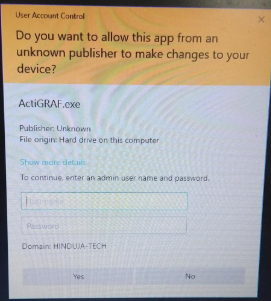 User Account Control
Do you want to allow this app from an
unknown publisher to make changes to your
device?
ActiGRAF.exe
Publisher: Unknown
File origin: Hard drive on this computer
Show more details
To continue, enter an admin user name and password.
User name
Password
Domain: HINDUJA-TECH
Yes
No